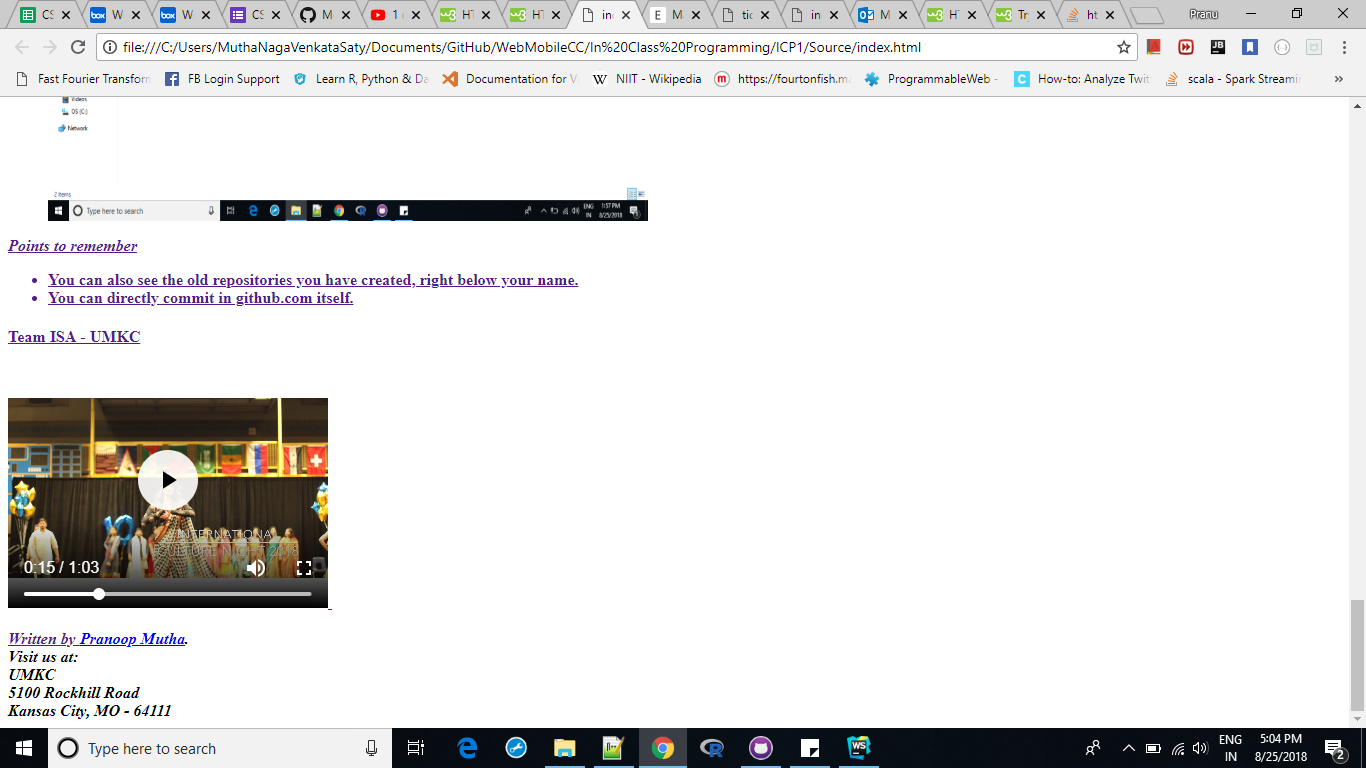 CS
W
W
CS
M
1
HT
HT
in
M
tic
in
M
HT
Try
ht
Pranu
file:///C:/Users/MuthaNagaVenkataSaty/Documents/GitHub/WebMobileCC/In%20Class%20Programming/ICP1/Source/index.html
Fast Fourier Transform
FB Login Support
Learn R, Python & Da
Documentation for V
NIIT - Wikipedia
https://fourtonfish.m
ProgrammableWeb -
How-to: Analyze Twit
scala - Spark Streami
»
Videos
OS (C:)
Network
2 items
Type here to search
ENG 1:57 PM
IN 8/25/2018
Points to remember
• You can also see the old repositories you have created, right below your name.
• You can directly commit in github.com itself.
Team ISA - UMKC
INTERNATIONAL
CULTURE NIGHT 2018
0:15 / 1:03
Written by Pranoop Mutha.
Visit us at:
UMKC
5100 Rockhill Road
Kansas City, MO - 64111
Type here to search
ENG 5:04 PM
IN 8/25/2018
2